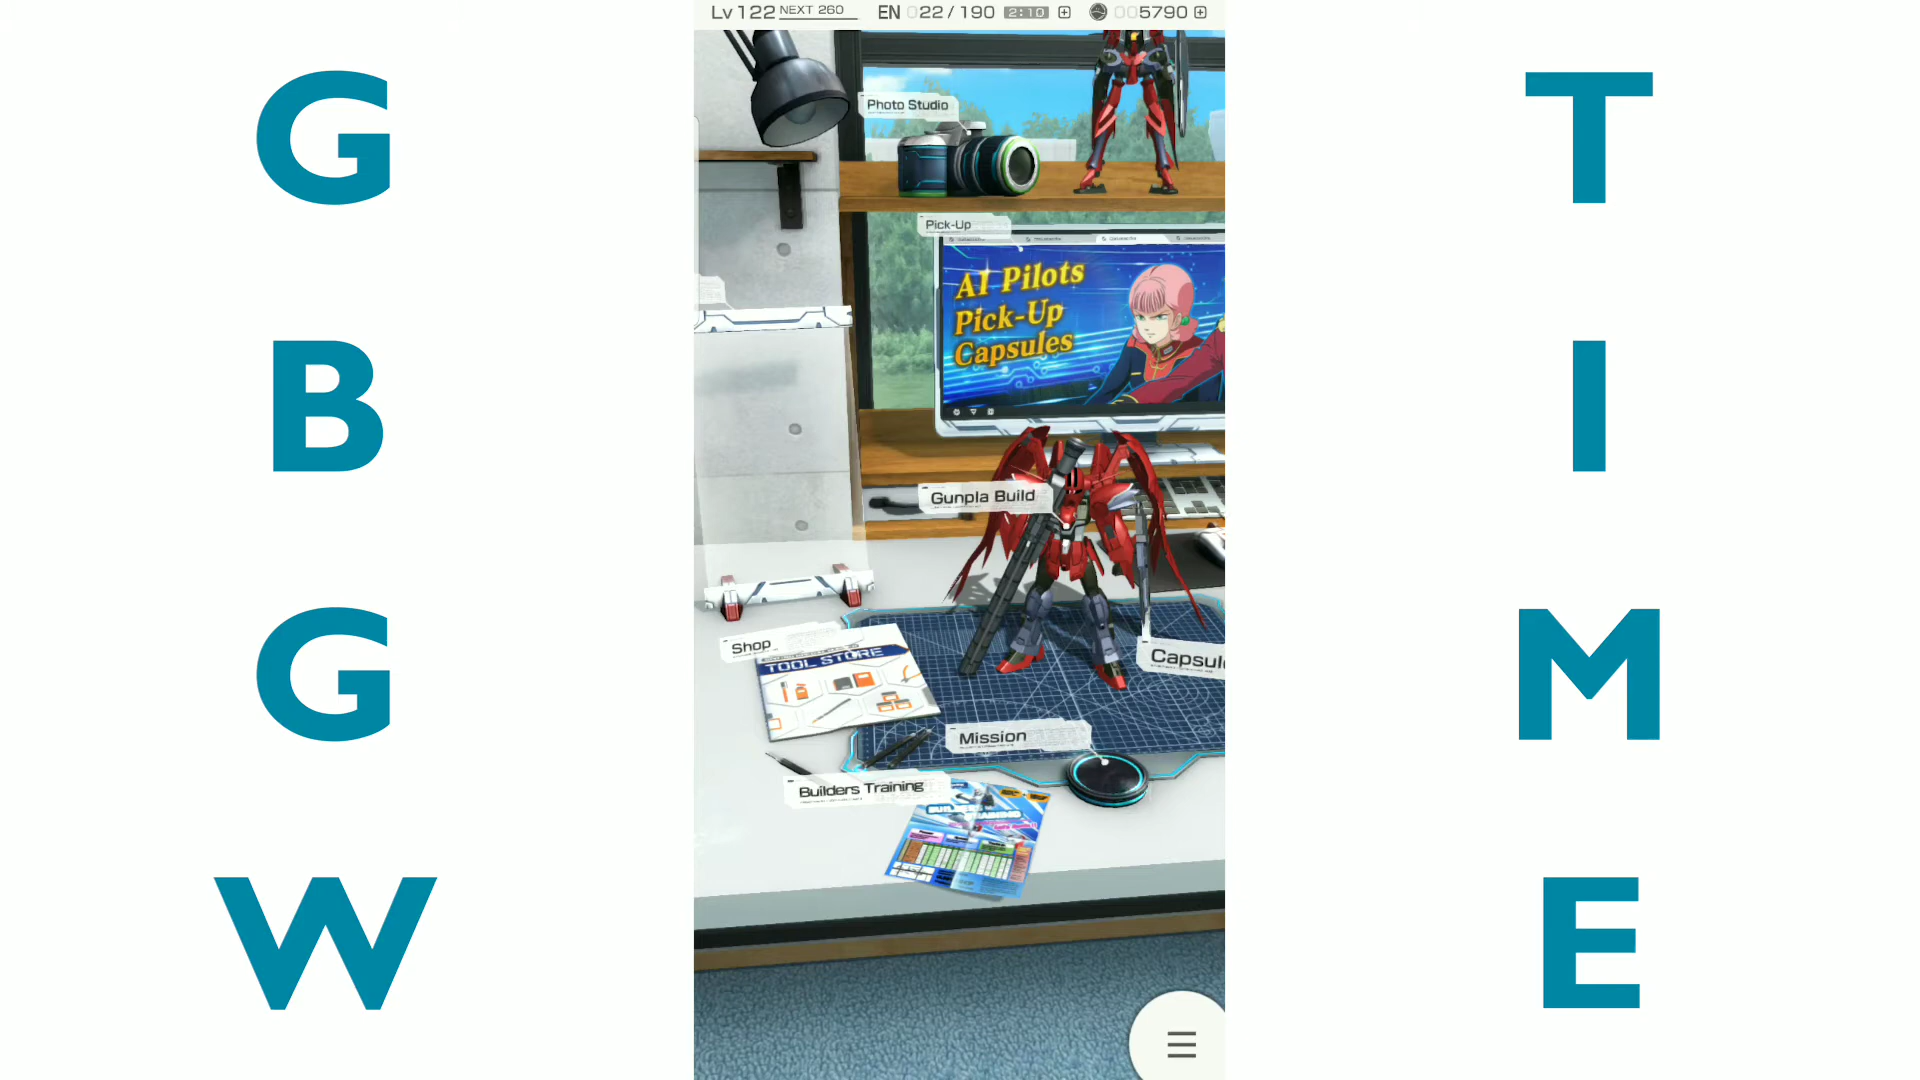 Lv 122 NEXT 260 EN 022 / 190 2:10 005790
G
B
G
W
T
I
M
E
Photo Studio
Pick-Up
AI Pilots
Pick-Up
Capsules
Gunpla Build
Shop
TOOL STORE
Capsul
Mission
Builders Training